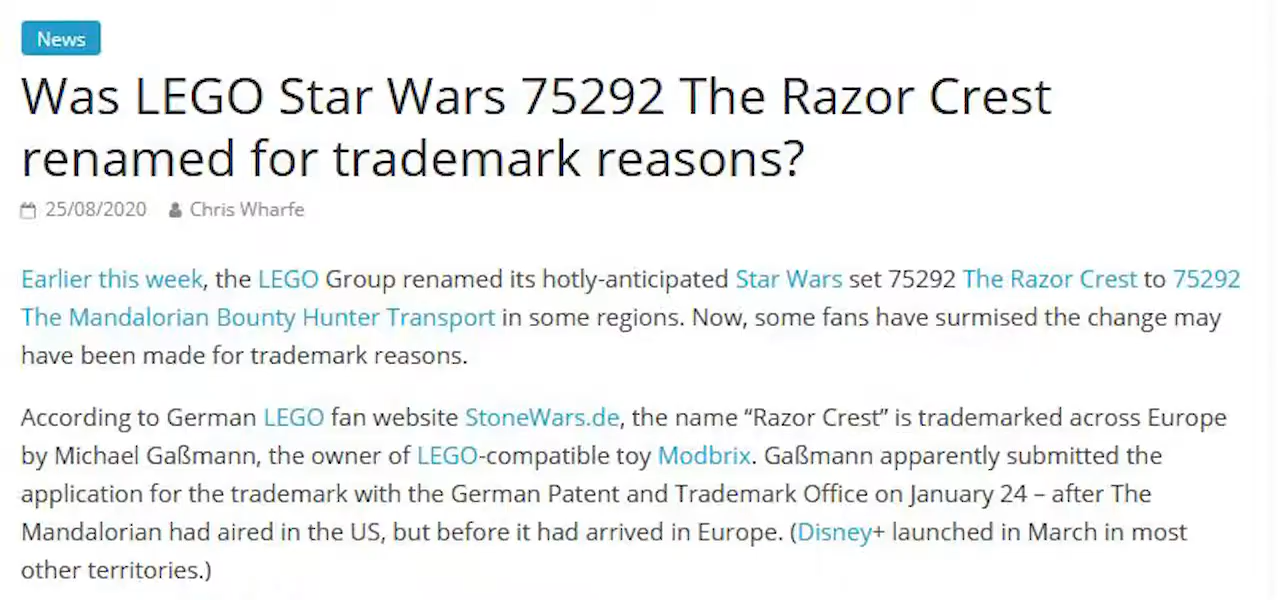 News
Was LEGO Star Wars 75292 The Razor Crest
renamed for trademark reasons?
25/08/2020 Chris Wharfe
Earlier this week, the LEGO Group renamed its hotly-anticipated Star Wars set 75292 The Razor Crest to 75292
The Mandalorian Bounty Hunter Transport in some regions. Now, some fans have surmised the change may
have been made for trademark reasons.
According to German LEGO fan website StoneWars.de, the name “Razor Crest” is trademarked across Europe
by Michael Gaßmann, the owner of LEGO-compatible toy Modbrix. Gaßmann apparently submitted the
application for the trademark with the German Patent and Trademark Office on January 24 – after The
Mandalorian had aired in the US, but before it had arrived in Europe. (Disney+ launched in March in most
other territories.)